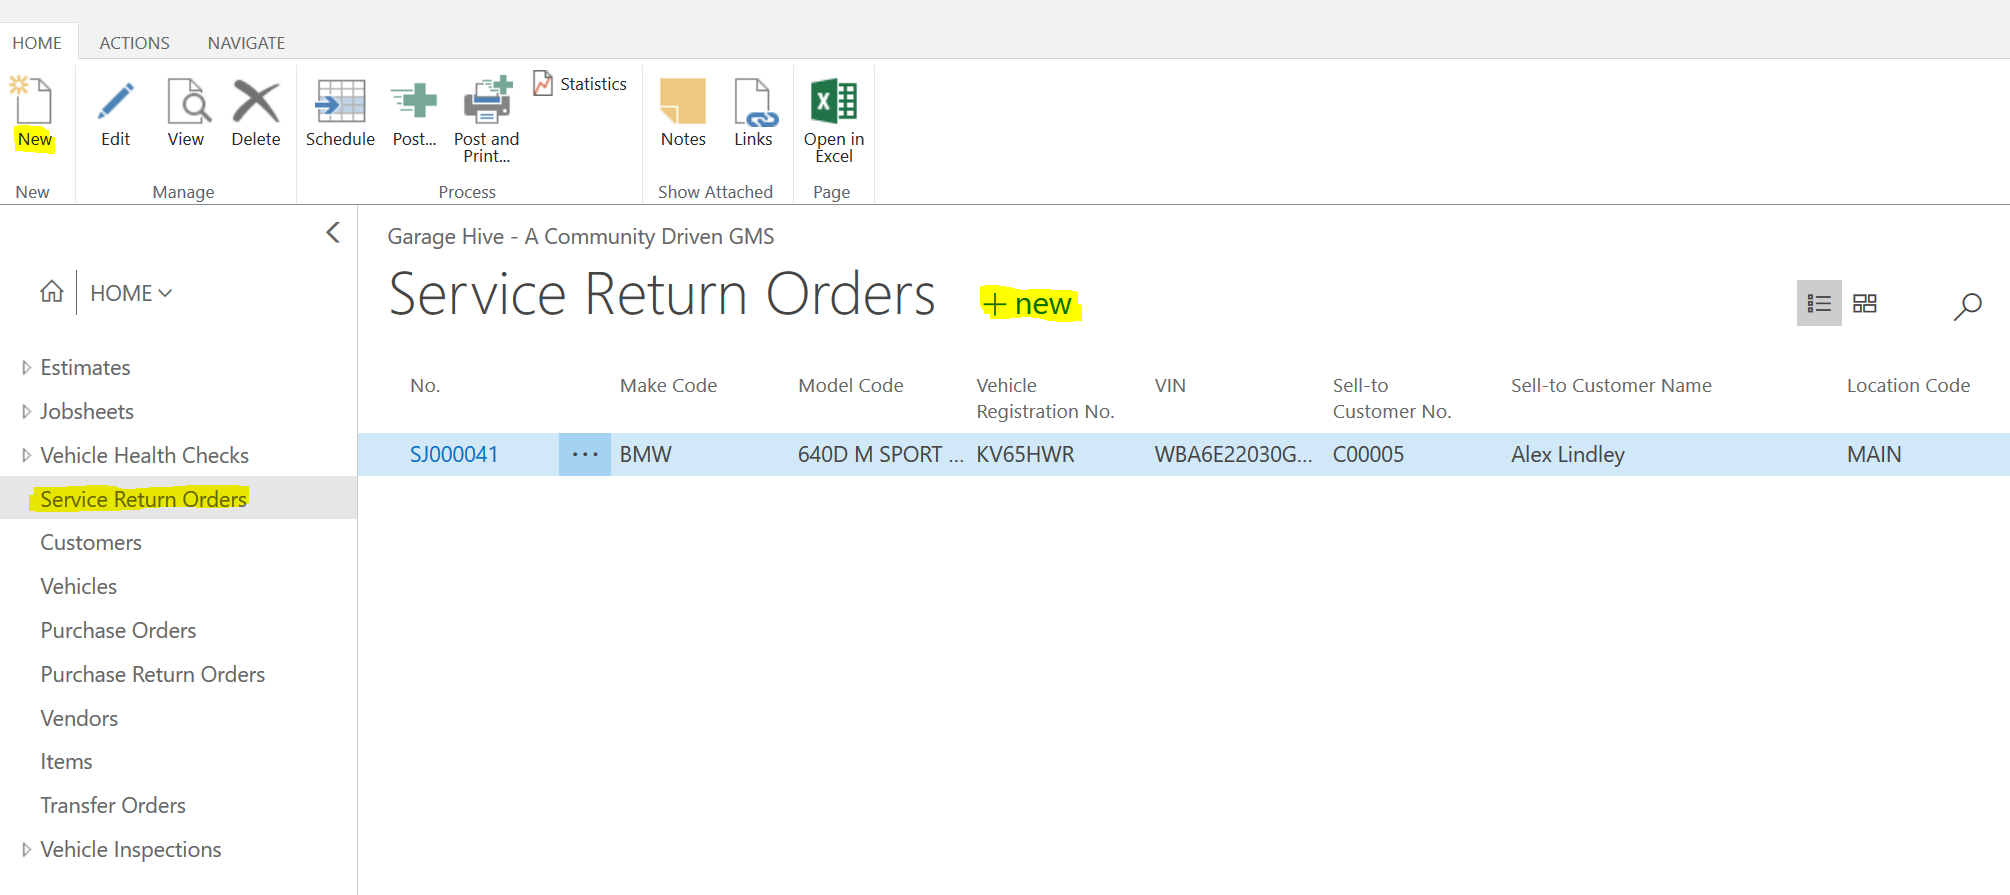 HOME ACTIONS NAVIGATE
New Edit View Delete Schedule Post... Post and Print... Statistics Notes Links Open in Excel
New Manage Process Show Attached Page
Garage Hive - A Community Driven GMS
Service Return Orders + new
HOME
Estimates
Jobsheets
Vehicle Health Checks
Service Return Orders
Customers
Vehicles
Purchase Orders
Purchase Return Orders
Vendors
Items
Transfer Orders
Vehicle Inspections
No. Make Code Model Code Vehicle Registration No. VIN Sell-to Customer No. Sell-to Customer Name Location Code
SJ000041 ... BMW 640D M SPORT ... KV65HWR WBA6E22030G... C00005 Alex Lindley MAIN